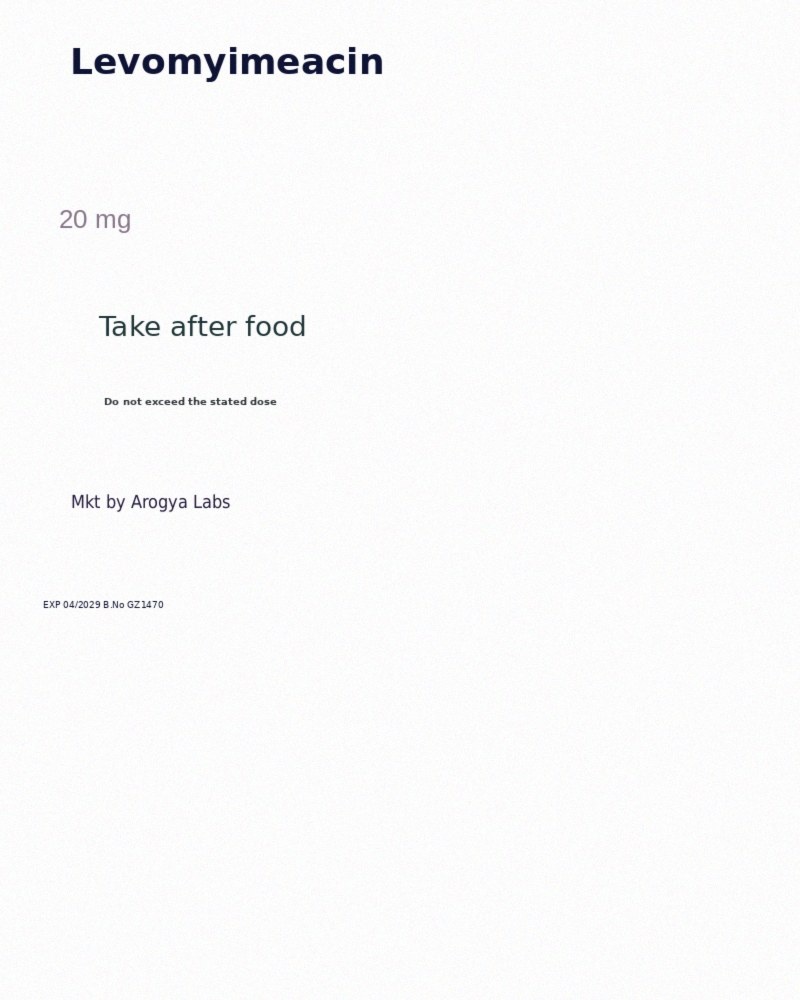 Levomyimeacin
20 mg
Take after food
Do not exceed the stated dose
Mkt by Arogya Labs
EXP 04/2029 B.No GZ1470